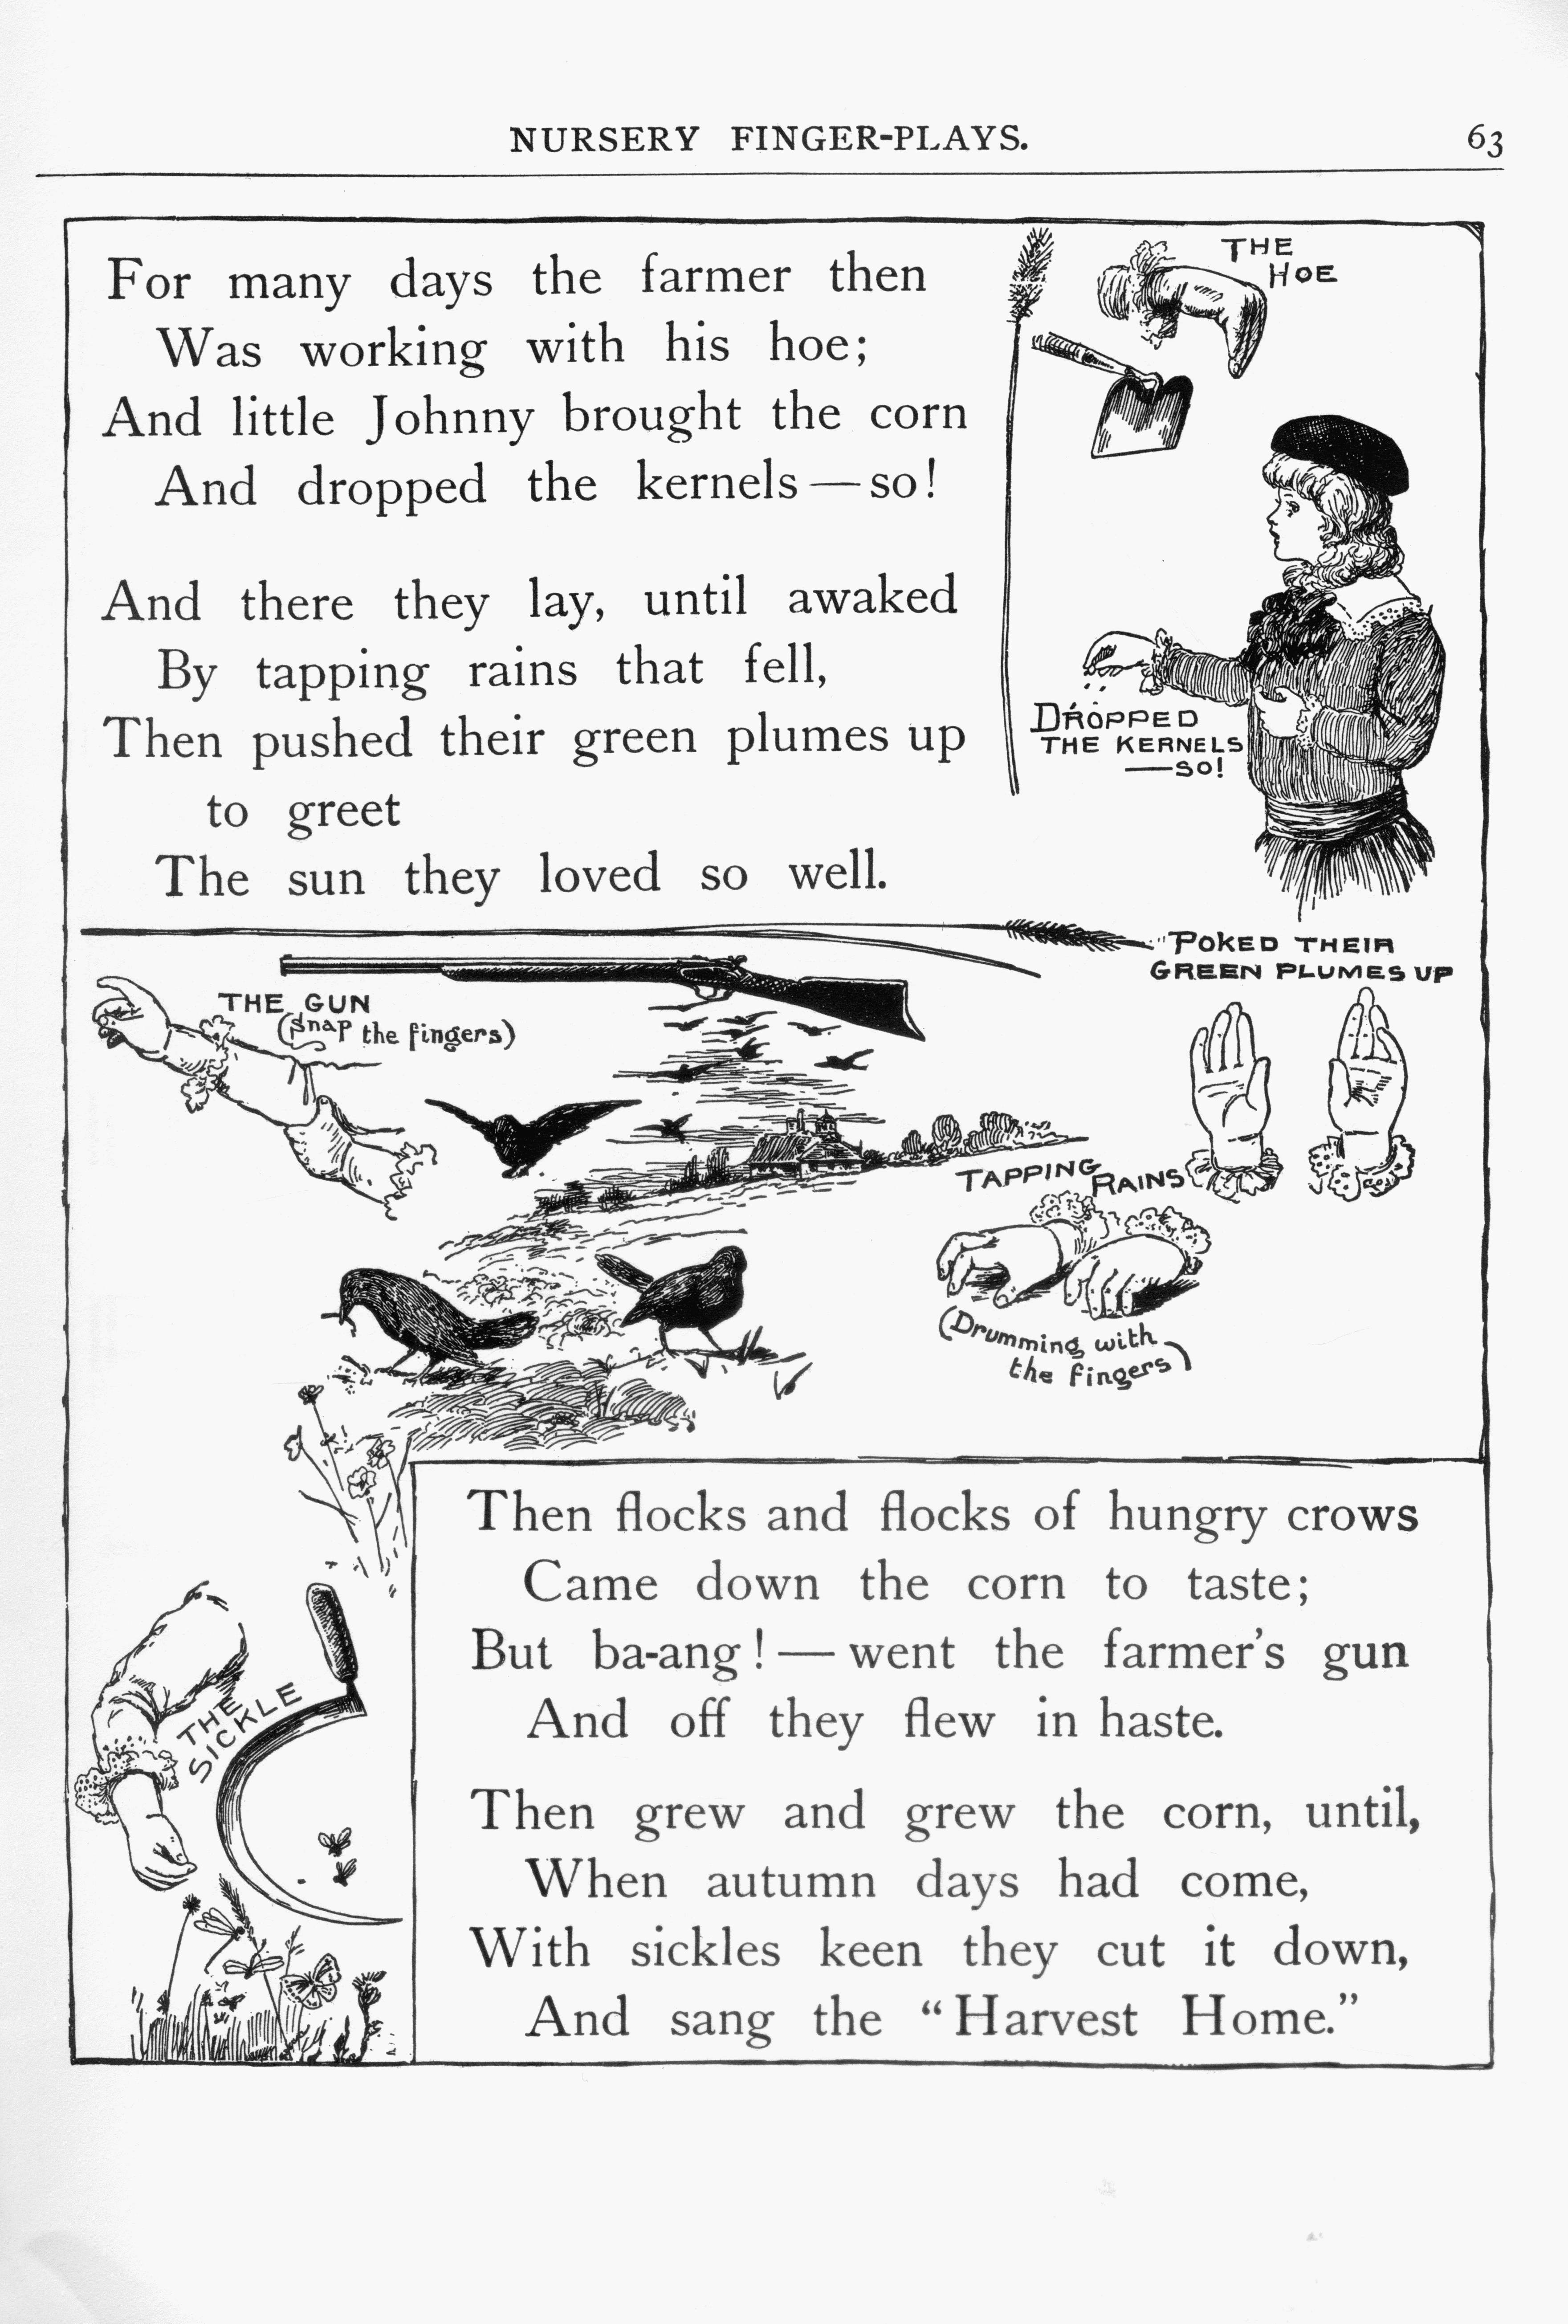 NURSERY FINGER-PLAYS.
63
For many days the farmer then
Was working with his hoe;
And little Johnny brought the corn
And dropped the kernels — so!
And there they lay, until awaked
By tapping rains that fell,
Then pushed their green plumes up
to greet
The sun they loved so well.
THE
HOE
DROPPED
THE KERNELS
—SO!
"POKED THEIR
GREEN PLUMES UP
THE GUN
(Snap the fingers)
TAPPING
RAINS
(Drumming with
the fingers)
THE
SICKLE
Then flocks and flocks of hungry crows
Came down the corn to taste;
But ba-ang! — went the farmer's gun
And off they flew in haste.
Then grew and grew the corn, until,
When autumn days had come,
With sickles keen they cut it down,
And sang the "Harvest Home."